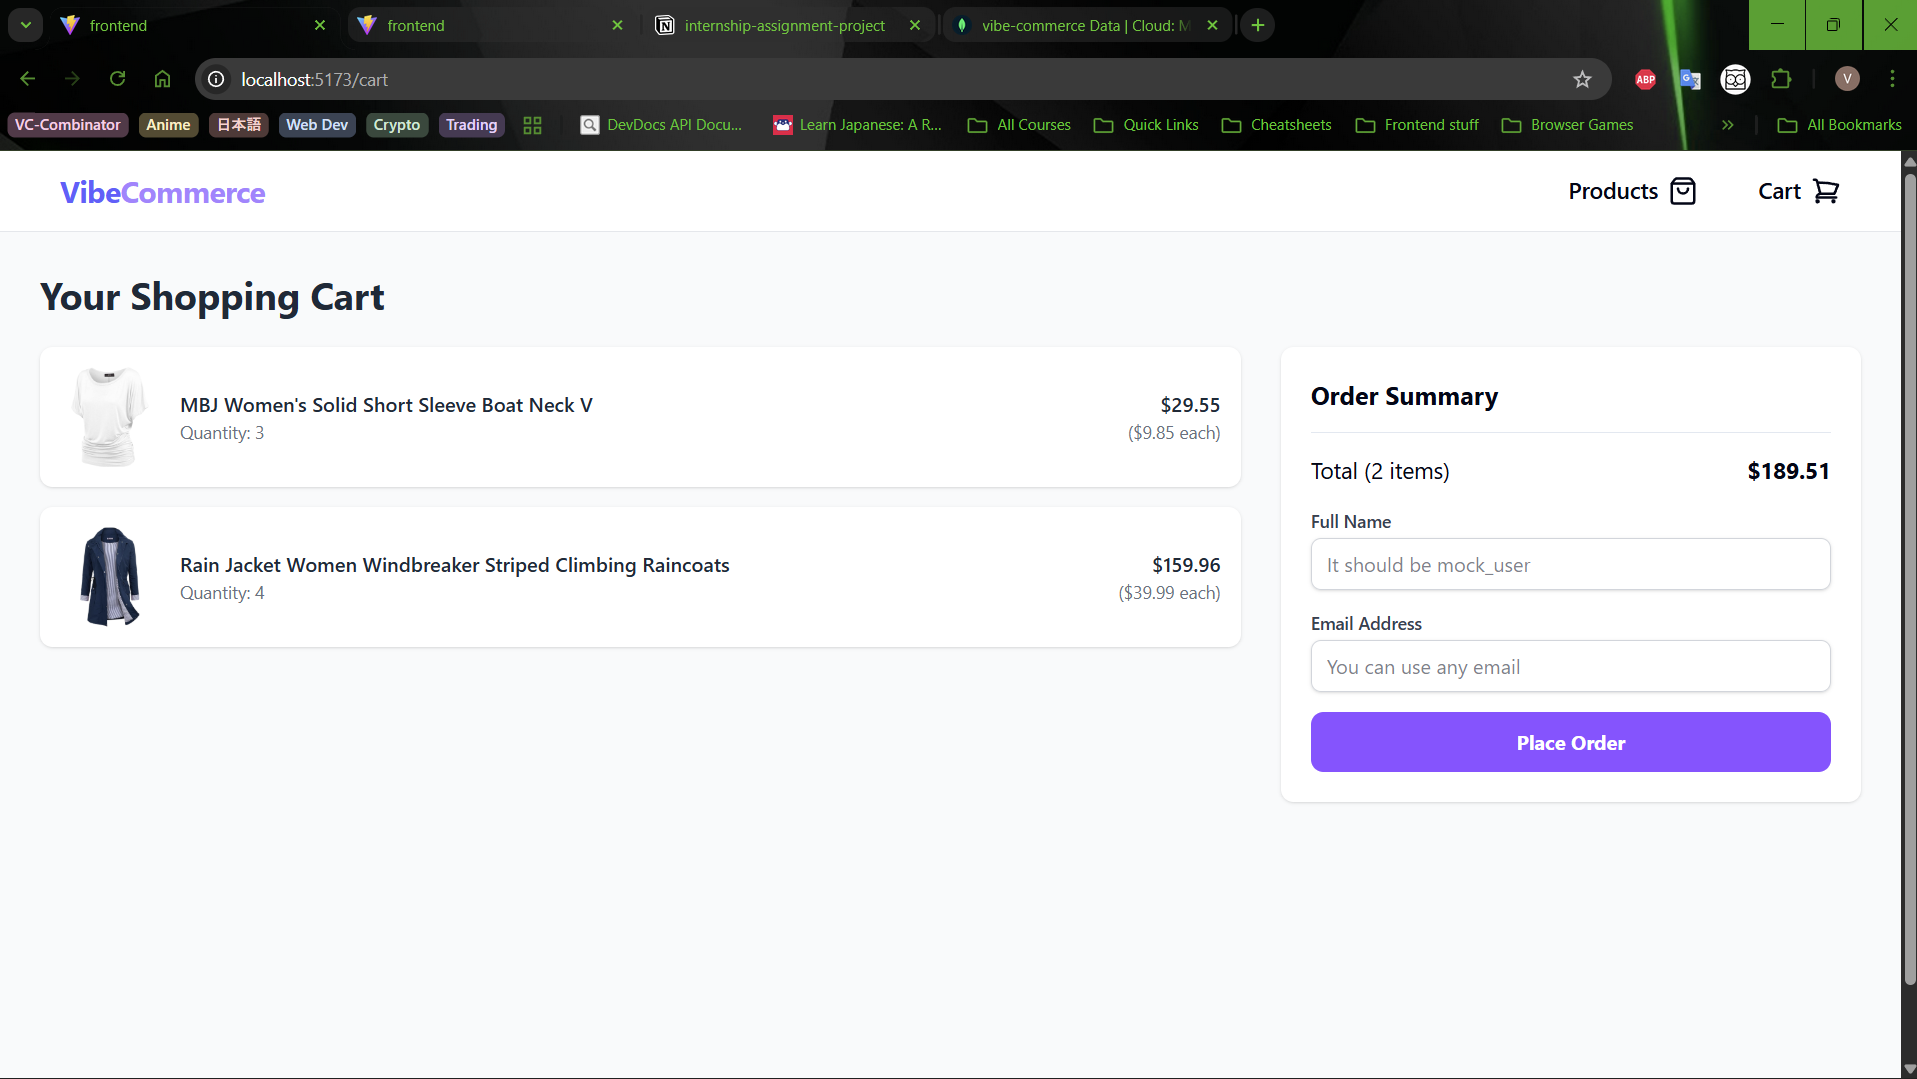 frontend
frontend
internship-assignment-project
vibe-commerce Data | Cloud: M
localhost:5173/cart
ABP
V
VC-Combinator
Anime
日本語
Web Dev
Crypto
Trading
DevDocs API Docu...
Learn Japanese: A R...
All Courses
Quick Links
Cheatsheets
Frontend stuff
Browser Games
All Bookmarks
VibeCommerce
Products
Cart
Your Shopping Cart
MBJ Women's Solid Short Sleeve Boat Neck V
$29.55
Quantity: 3
($9.85 each)
Rain Jacket Women Windbreaker Striped Climbing Raincoats
$159.96
Quantity: 4
($39.99 each)
Order Summary
Total (2 items)
$189.51
Full Name
It should be mock_user
Email Address
You can use any email
Place Order